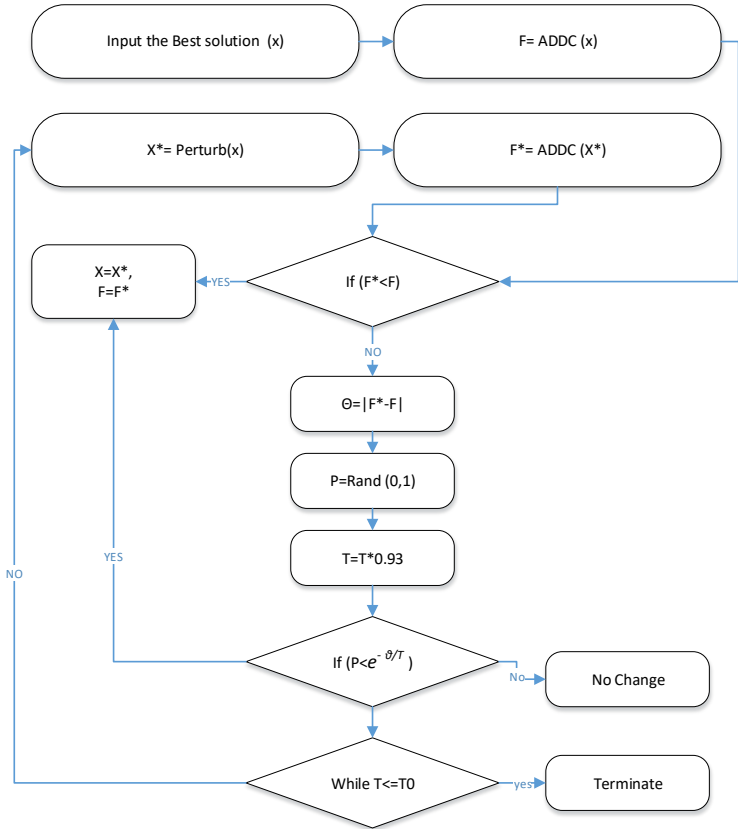 Input the Best solution (x)
F= ADDC (x)
X*= Perturb(x)
F*= ADDC (X*)
X=X*,
F=F*
YES
If (F*<F)
NO
Θ=|F*-F|
P=Rand (0,1)
T=T*0.93
YES
NO
If (P<e^{- ϑ/T} )
No
No Change
While T<=T0
yes
Terminate